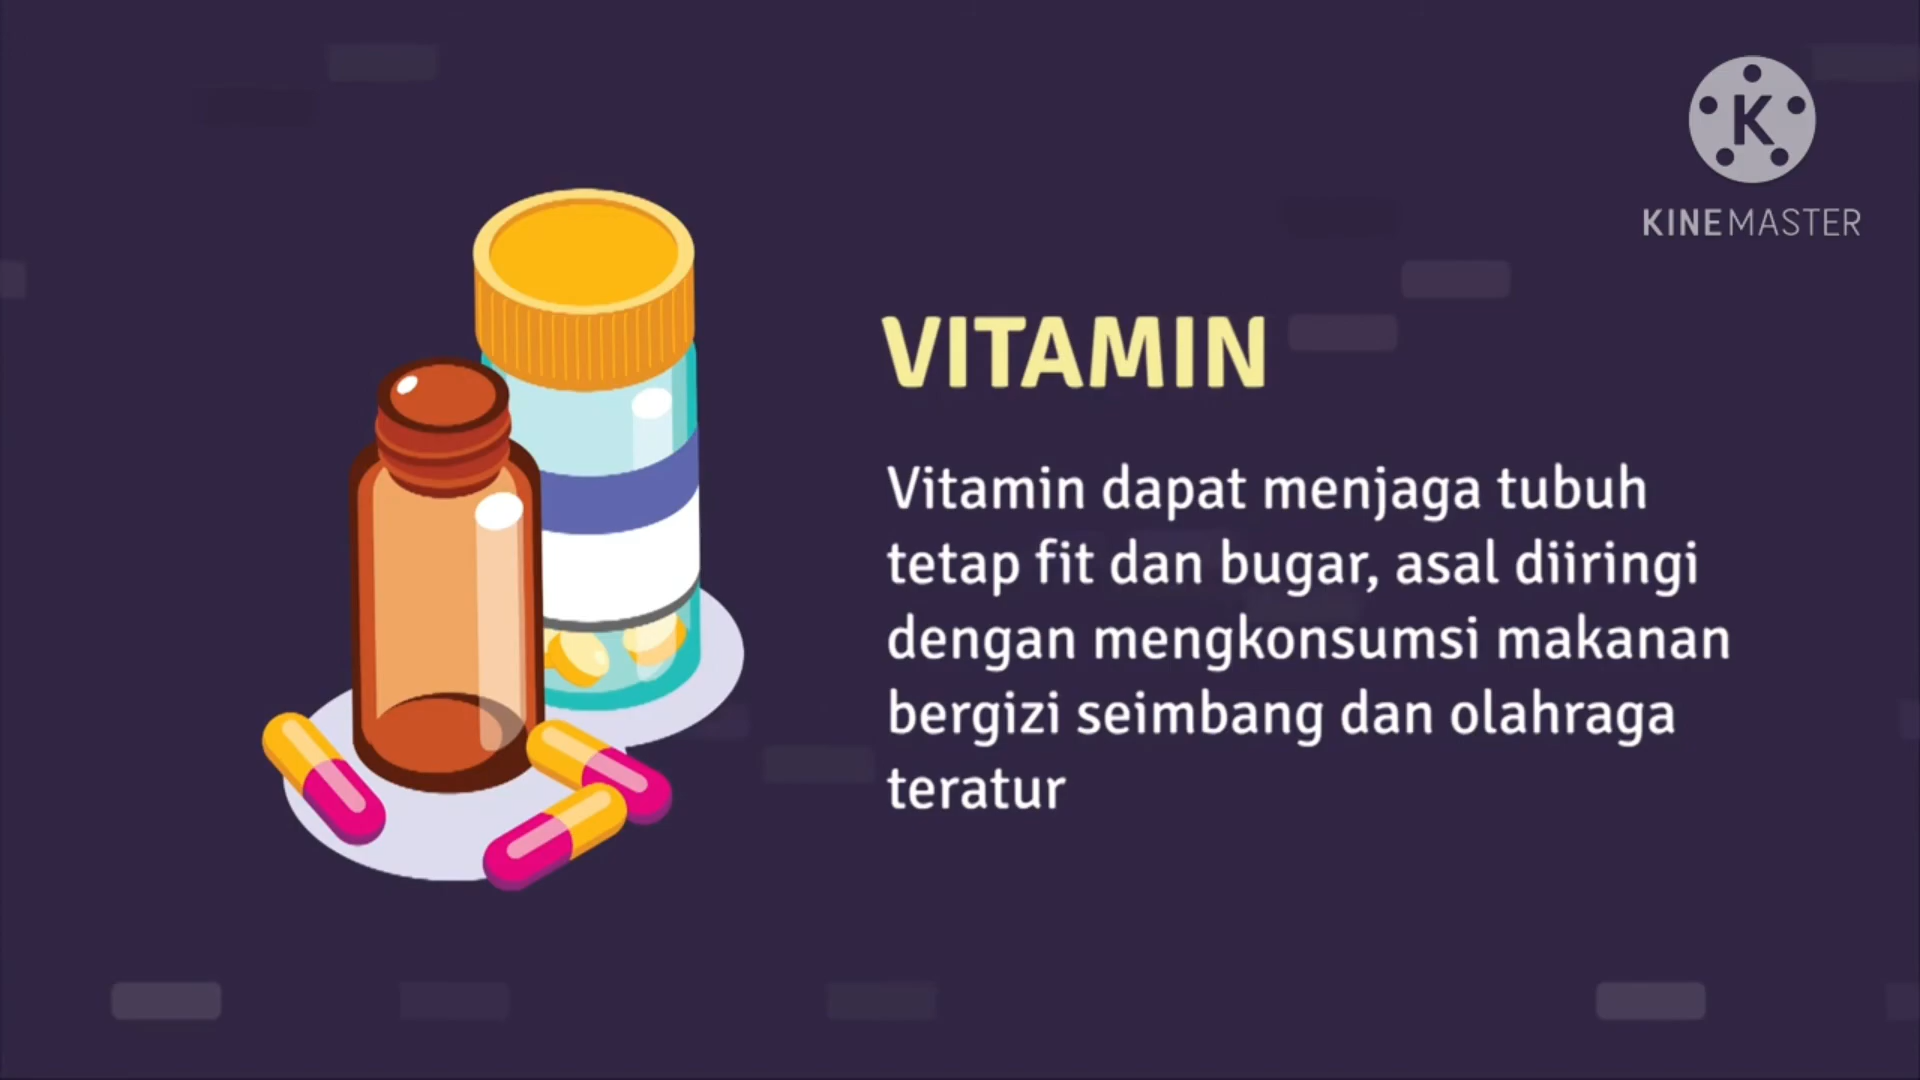 K
KINEMASTER
VITAMIN
Vitamin dapat menjaga tubuh
tetap fit dan bugar, asal diiringi
dengan mengkonsumsi makanan
bergizi seimbang dan olahraga
teratur